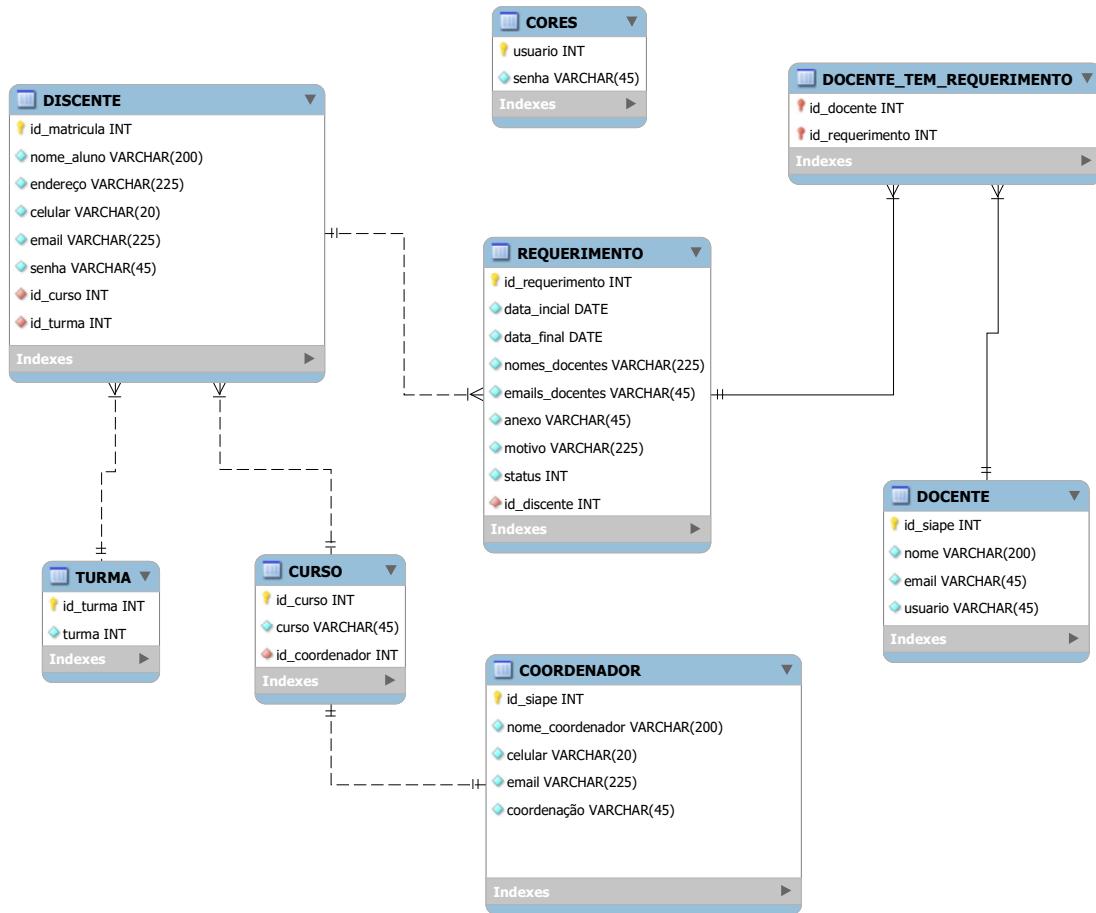 CORES
usuario INT
senha VARCHAR(45)
Indexes
DISCENTE
id_matricula INT
nome_aluno VARCHAR(200)
endereço VARCHAR(225)
celular VARCHAR(20)
email VARCHAR(225)
senha VARCHAR(45)
id_curso INT
id_turma INT
Indexes
DOCENTE_TEM_REQUERIMENTO
id_docente INT
id_requerimento INT
Indexes
REQUERIMENTO
id_requerimento INT
data_incial DATE
data_final DATE
nomes_docentes VARCHAR(225)
emails_docentes VARCHAR(45)
anexo VARCHAR(45)
motivo VARCHAR(225)
status INT
id_discente INT
Indexes
DOCENTE
id_siape INT
nome VARCHAR(200)
email VARCHAR(45)
usuario VARCHAR(45)
Indexes
TURMA
id_turma INT
turma INT
Indexes
CURSO
id_curso INT
curso VARCHAR(45)
id_coordenador INT
Indexes
COORDENADOR
id_siape INT
nome_coordenador VARCHAR(200)
celular VARCHAR(20)
email VARCHAR(225)
coordenação VARCHAR(45)
Indexes